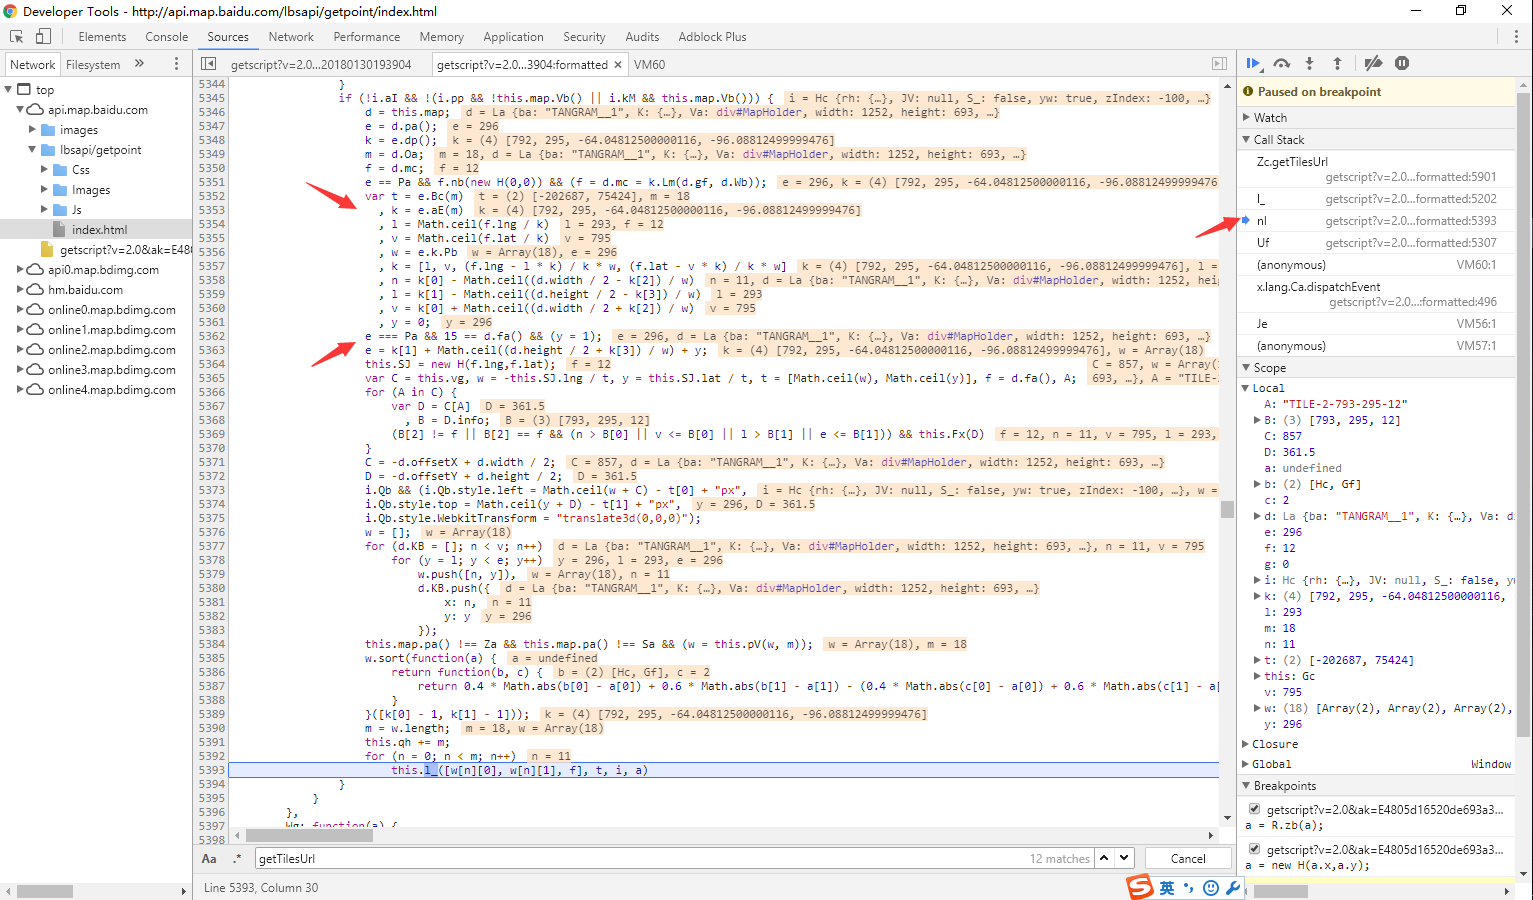 Developer Tools - http://api.map.baidu.com/lbsapi/getpoint/index.html
Elements Console Sources Network Performance Memory Application Security Audits Adblock Plus
Network Filesystem »
getscript?v=2.0...20180130193904 getscript?v=2.0...3904:formatted × VM60
top
api.map.baidu.com
images
lbsapi/getpoint
Css
Images
Js
index.html
getscript?v=2.0&ak=E480
api0.map.bdimg.com
hm.baidu.com
online0.map.bdimg.com
online1.map.bdimg.com
online2.map.bdimg.com
online3.map.bdimg.com
online4.map.bdimg.com
5344 }
5345 if (!i.aI && !(i.pp && !this.map.Vb() || i.kM && this.map.Vb())) { i = Hc {rh: {…}, JV: null, S_: false, yw: true, zIndex: -100, …}
5346 d = this.map; d = La {ba: "TANGRAM__1", K: {…}, Va: div#MapHolder, width: 1252, height: 693, …}
5347 e = d.pa(); e = 296
5348 k = e.dp(); k = (4) [792, 295, -64.04812500000116, -96.08812499999476]
5349 m = d.Oa; m = 18, d = La {ba: "TANGRAM__1", K: {…}, Va: div#MapHolder, width: 1252, height: 693, …}
5350 f = d.mc; f = 12
5351 e == Pa && f.nb(new H(0,0)) && (f = d.mc = k.Lm(d.gf, d.Wb)); e = 296, k = (4) [792, 295, -64.04812500000116, -96.08812499999476
5352 var t = e.Bc(m) t = (2) [-202687, 75424], m = 18
5353 , k = e.aE(m) k = (4) [792, 295, -64.04812500000116, -96.08812499999476]
5354 , l = Math.ceil(f.lng / k) l = 293, f = 12
5355 , v = Math.ceil(f.lat / k) v = 795
5356 , w = e.k.Pb w = Array(18), e = 296
5357 , k = [l, v, (f.lng - l * k) / k * w, (f.lat - v * k) / k * w] k = (4) [792, 295, -64.04812500000116, -96.08812499999476], l =
5358 , n = k[0] - Math.ceil((d.width / 2 - k[2]) / w) n = 11, d = La {ba: "TANGRAM__1", K: {…}, Va: div#MapHolder, width: 1252, heig
5359 , l = k[1] - Math.ceil((d.height / 2 - k[3]) / w) l = 293
5360 , v = k[0] + Math.ceil((d.width / 2 + k[2]) / w) v = 795
5361 , y = 0; y = 296
5362 e === Pa && 15 == d.fa() && (y = 1); e = 296, d = La {ba: "TANGRAM__1", K: {…}, Va: div#MapHolder, width: 1252, height: 693, …}
5363 e = k[1] + Math.ceil((d.height / 2 + k[3]) / w) + y; k = (4) [792, 295, -64.04812500000116, -96.08812499999476], w = Array(18)
5364 this.SJ = new H(f.lng,f.lat); f = 12 C = 857, w = Array(
5365 var C = this.vg, w = -this.SJ.lng / t, y = this.SJ.lat / t, t = [Math.ceil(w), Math.ceil(y)], f = d.fa(), A; 693, …}, A = "TILE-2
5366 for (A in C) {
5367 var D = C[A] D = 361.5
5368 , B = D.info; B = (3) [793, 295, 12]
5369 (B[2] != f || B[2] == f && (n > B[0] || v <= B[0] || l > B[1] || e <= B[1])) && this.Fx(D) f = 12, n = 11, v = 795, l = 293,
5370 }
5371 C = -d.offsetX + d.width / 2; C = 857, d = La {ba: "TANGRAM__1", K: {…}, Va: div#MapHolder, width: 1252, height: 693, …}
5372 D = -d.offsetY + d.height / 2; D = 361.5
5373 i.Qb && (i.Qb.style.left = Math.ceil(w + C) - t[0] + "px", i = Hc {rh: {…}, JV: null, S_: false, yw: true, zIndex: -100, …}, w =
5374 i.Qb.style.top = Math.ceil(y + D) - t[1] + "px", y = 296, D = 361.5
5375 i.Qb.style.WebkitTransform = "translate3d(0,0,0)");
5376 w = []; w = Array(18)
5377 for (d.KB = []; n < v; n++) d = La {ba: "TANGRAM__1", K: {…}, Va: div#MapHolder, width: 1252, height: 693, …}, n = 11, v = 795
5378 for (y = l; y < e; y++) y = 296, l = 293, e = 296
5379 w.push([n, y]), w = Array(18), n = 11
5380 d.KB.push({ d = La {ba: "TANGRAM__1", K: {…}, Va: div#MapHolder, width: 1252, height: 693, …}
5381 x: n, n = 11
5382 y: y y = 296
5383 });
5384 this.map.pa() !== Za && this.map.pa() !== Sa && (w = this.pV(w, m)); w = Array(18), m = 18
5385 w.sort(function(a) { a = undefined
5386 return function(b, c) { b = (2) [Hc, Gf], c = 2
5387 return 0.4 * Math.abs(b[0] - a[0]) + 0.6 * Math.abs(b[1] - a[1]) - (0.4 * Math.abs(c[0] - a[0]) + 0.6 * Math.abs(c[1] - a[
5388 }
5389 }([k[0] - 1, k[1] - 1])); k = (4) [792, 295, -64.04812500000116, -96.08812499999476]
5390 m = w.length; m = 18, w = Array(18)
5391 this.qh += m;
5392 for (n = 0; n < m; n++) n = 11
5393 this.l_([w[n][0], w[n][1], f], t, i, a)
5394 }
5395 }
5396 },
5397 Wg: function(a) {
5398
Aa .* getTilesUrl 12 matches Cancel
Line 5393, Column 30
Paused on breakpoint
Watch
Call Stack
Zc.getTilesUrl
getscript?v=2.0...formatted:5901
l_ getscript?v=2.0...formatted:5202
nl getscript?v=2.0...formatted:5393
Uf getscript?v=2.0...formatted:5307
(anonymous) VM60:1
x.lang.Ca.dispatchEvent
getscript?v=2.0...:formatted:496
Je VM56:1
(anonymous) VM57:1
Scope
Local
A: "TILE-2-793-295-12"
B: (3) [793, 295, 12]
C: 857
D: 361.5
a: undefined
b: (2) [Hc, Gf]
c: 2
d: La {ba: "TANGRAM__1", K: {…}, Va: di
e: 296
f: 12
g: 0
i: Hc {rh: {…}, JV: null, S_: false, yw
k: (4) [792, 295, -64.04812500000116,
l: 293
m: 18
n: 11
t: (2) [-202687, 75424]
this: Gc
v: 795
w: (18) [Array(2), Array(2), Array(2),
y: 296
Closure
Global Window
Breakpoints
getscript?v=2.0&ak=E4805d16520de693a3...
a = R.zb(a);
getscript?v=2.0&ak=E4805d16520de693a3...
a = new H(a.x,a.y);
S 英